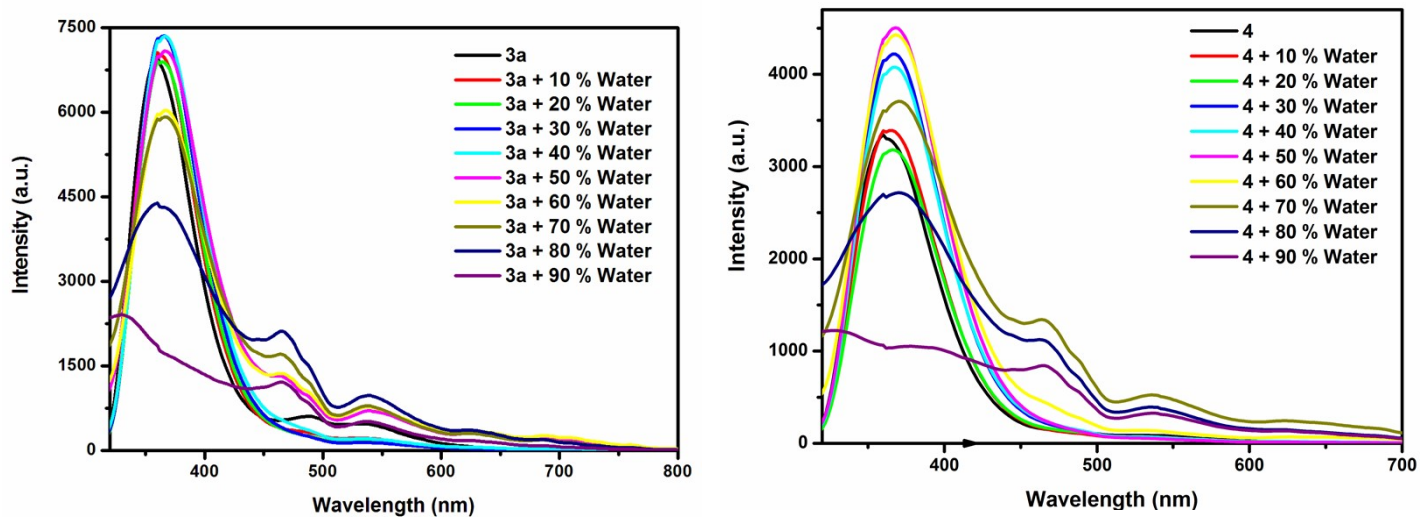 7500
6000
4500
3000
1500
0
Intensity (a.u.)
400 500 600 700 800
Wavelength (nm)
3a
3a + 10 % Water
3a + 20 % Water
3a + 30 % Water
3a + 40 % Water
3a + 50 % Water
3a + 60 % Water
3a + 70 % Water
3a + 80 % Water
3a + 90 % Water
4000
3000
2000
1000
0
Intensity (a.u.)
400 500 600 700
Wavelength (nm)
4
4 + 10 % Water
4 + 20 % Water
4 + 30 % Water
4 + 40 % Water
4 + 50 % Water
4 + 60 % Water
4 + 70 % Water
4 + 80 % Water
4 + 90 % Water